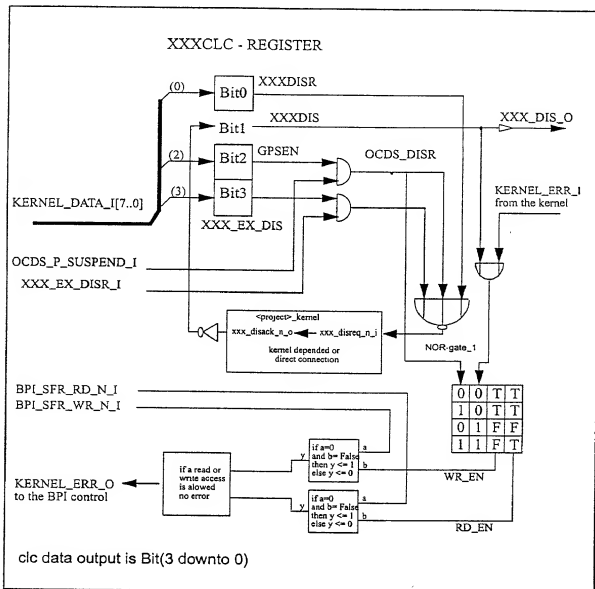 XXXCLC - REGISTER
(0)
Bit0
XXXDISR
Bit1
XXXDIS
XXX_DIS_O
(2)
Bit2
GPSEN
OCDS_DISR
(3)
Bit3
XXX_EX_DIS
KERNEL_ERR_I
from the kernel
KERNEL_DATA_I[7..0]
OCDS_P_SUSPEND_I
XXX_EX_DISR_I
<project>_kernel
xxx_disack_n_o
xxx_disreq_n_i
kernel depended or
direct connection
NOR-gate_1
BPI_SFR_RD_N_I
BPI_SFR_WR_N_I
0 0 T T
1 0 T T
0 1 F F
1 1 F T
if a=0
and b= False
then y <= 1
else y <= 0
a
b
y
WR_EN
if a read or
write access
is alowed
no error
KERNEL_ERR_O
to the BPI control
if a=0
and b= False
then y <= 1
else y <= 0
a
b
y
RD_EN
clc data output is Bit(3 downto 0)